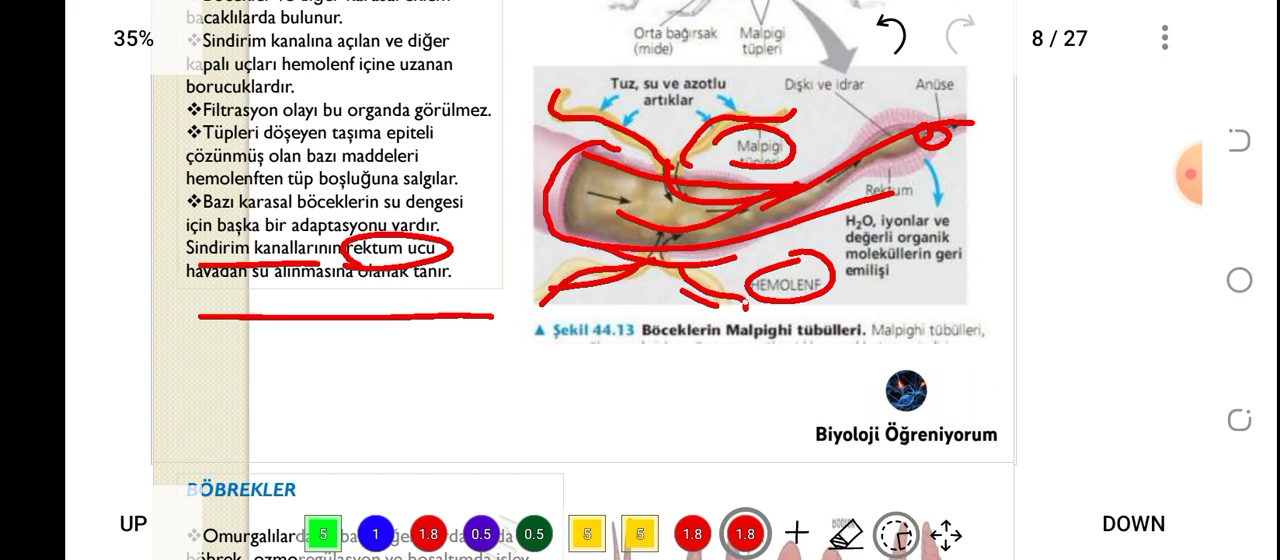 35%
8 / 27
bacaklılarda bulunur.
❖Sindirim kanalına açılan ve diğer
kapalı uçları hemolenf içine uzanan
borucuklardır.
❖Filtrasyon olayı bu organda görülmez.
❖Tüpleri döşeyen taşıma epiteli
çözünmüş olan bazı maddeleri
hemolenften tüp boşluğuna salgılar.
❖Bazı karasal böceklerin su dengesi
için başka bir adaptasyonu vardır.
Sindirim kanallarının rektum ucu
havadan su alınmasına olanak tanır.
Orta bağırsak
(mide)
Malpigi
tüpleri
Tuz, su ve azotlu
artıklar
Dışkı ve idrar
Anüse
Malpigi
tüpleri
Rektum
H₂O, iyonlar ve
değerli organik
moleküllerin geri
emilişi
HEMOLENF
▲ Şekil 44.13 Böceklerin Malpighi tübülleri. Malpighi tübülleri,
Biyoloji Öğreniyorum
BÖBREKLER
UP
DOWN
❖Omurgalılarda
5 1 1.8 0.5 0.5 5 5 1.8 1.8